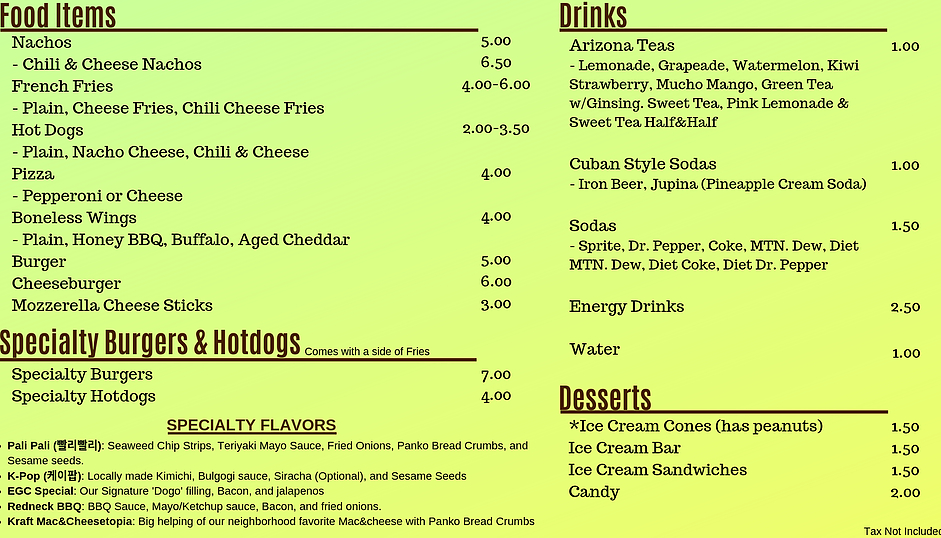 Food Items
Nachos 5.00
- Chili & Cheese Nachos 6.50
French Fries 4.00-6.00
- Plain, Cheese Fries, Chili Cheese Fries
Hot Dogs 2.00-3.50
- Plain, Nacho Cheese, Chili & Cheese
Pizza 4.00
- Pepperoni or Cheese
Boneless Wings 4.00
- Plain, Honey BBQ, Buffalo, Aged Cheddar
Burger 5.00
Cheeseburger 6.00
Mozzerella Cheese Sticks 3.00
Specialty Burgers & Hotdogs Comes with a side of Fries
Specialty Burgers 7.00
Specialty Hotdogs 4.00
SPECIALTY FLAVORS
• Pali Pali (빨리빨리): Seaweed Chip Strips, Teriyaki Mayo Sauce, Fried Onions, Panko Bread Crumbs, and
Sesame seeds.
• K-Pop (케이팝): Locally made Kimichi, Bulgogi sauce, Siracha (Optional), and Sesame Seeds
• EGC Special: Our Signature 'Dogo' filling, Bacon, and jalapenos
• Redneck BBQ: BBQ Sauce, Mayo/Ketchup sauce, Bacon, and fried onions.
• Kraft Mac&Cheesetopia: Big helping of our neighborhood favorite Mac&cheese with Panko Bread Crumbs
Drinks
Arizona Teas 1.00
- Lemonade, Grapeade, Watermelon, Kiwi
Strawberry, Mucho Mango, Green Tea
w/Ginsing. Sweet Tea, Pink Lemonade &
Sweet Tea Half&Half
Cuban Style Sodas 1.00
- Iron Beer, Jupina (Pineapple Cream Soda)
Sodas 1.50
- Sprite, Dr. Pepper, Coke, MTN. Dew, Diet
MTN. Dew, Diet Coke, Diet Dr. Pepper
Energy Drinks 2.50
Water 1.00
Desserts
*Ice Cream Cones (has peanuts) 1.50
Ice Cream Bar 1.50
Ice Cream Sandwiches 1.50
Candy 2.00
Tax Not Included